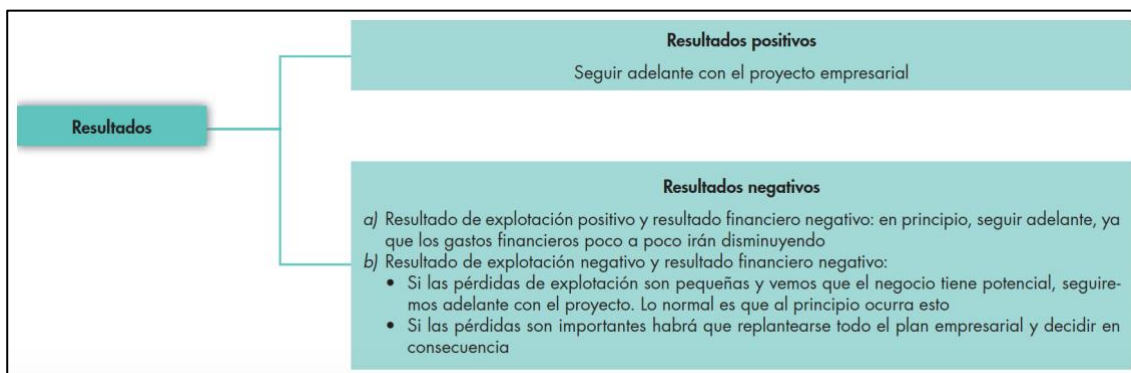 Resultados
Resultados positivos
Seguir adelante con el proyecto empresarial
Resultados negativos
a) Resultado de explotación positivo y resultado financiero negativo: en principio, seguir adelante, ya
que los gastos financieros poco a poco irán disminuyendo
b) Resultado de explotación negativo y resultado financiero negativo:
• Si las pérdidas de explotación son pequeñas y vemos que el negocio tiene potencial, seguire-
mos adelante con el proyecto. Lo normal es que al principio ocurra esto
• Si las pérdidas son importantes habrá que replantearse todo el plan empresarial y decidir en
consecuencia